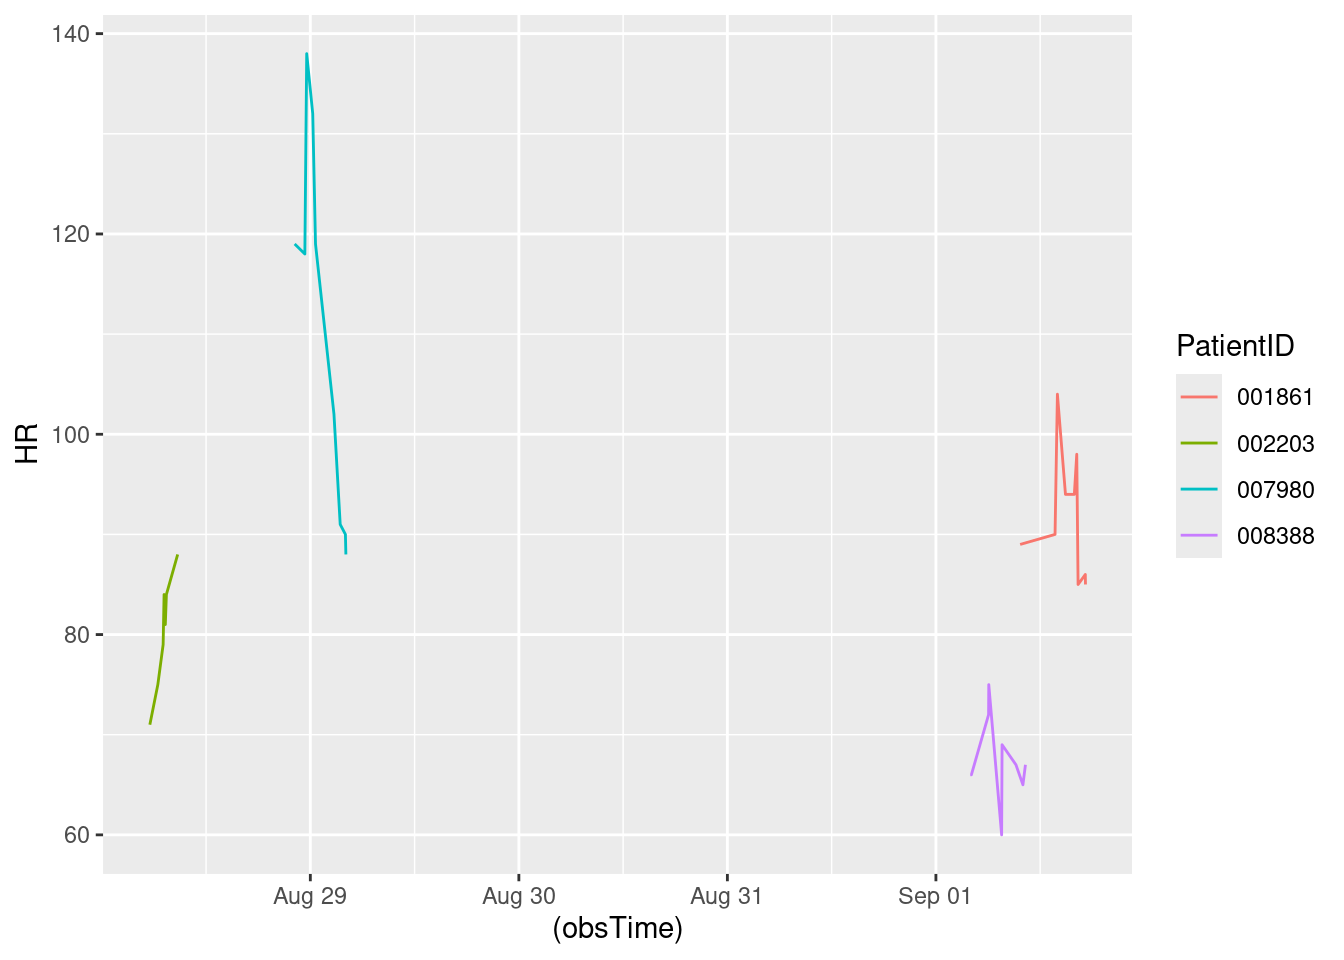 140
120
100
80
60
HR
Aug 29
Aug 30
Aug 31
Sep 01
(obsTime)
PatientID
001861
002203
007980
008388